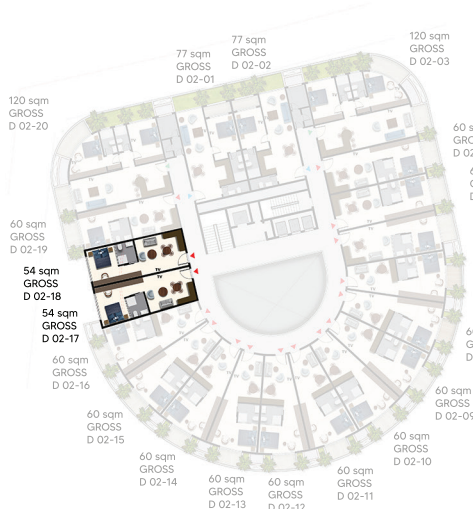 77 sqm
GROSS
D 02-01
77 sqm
GROSS
D 02-02
120 sqm
GROSS
D 02-03
120 sqm
GROSS
D 02-20
60 sqm
GROSS
D 02-19
54 sqm
GROSS
D 02-18
54 sqm
GROSS
D 02-17
60 sqm
GROSS
D 02-16
60 sqm
GROSS
D 02-15
60 sqm
GROSS
D 02-14
60 sqm
GROSS
D 02-13
60 sqm
GROSS
D 02-12
60 sqm
GROSS
D 02-11
60 sqm
GROSS
D 02-10
60 sqm
GROSS
D 02-09
TV
TV